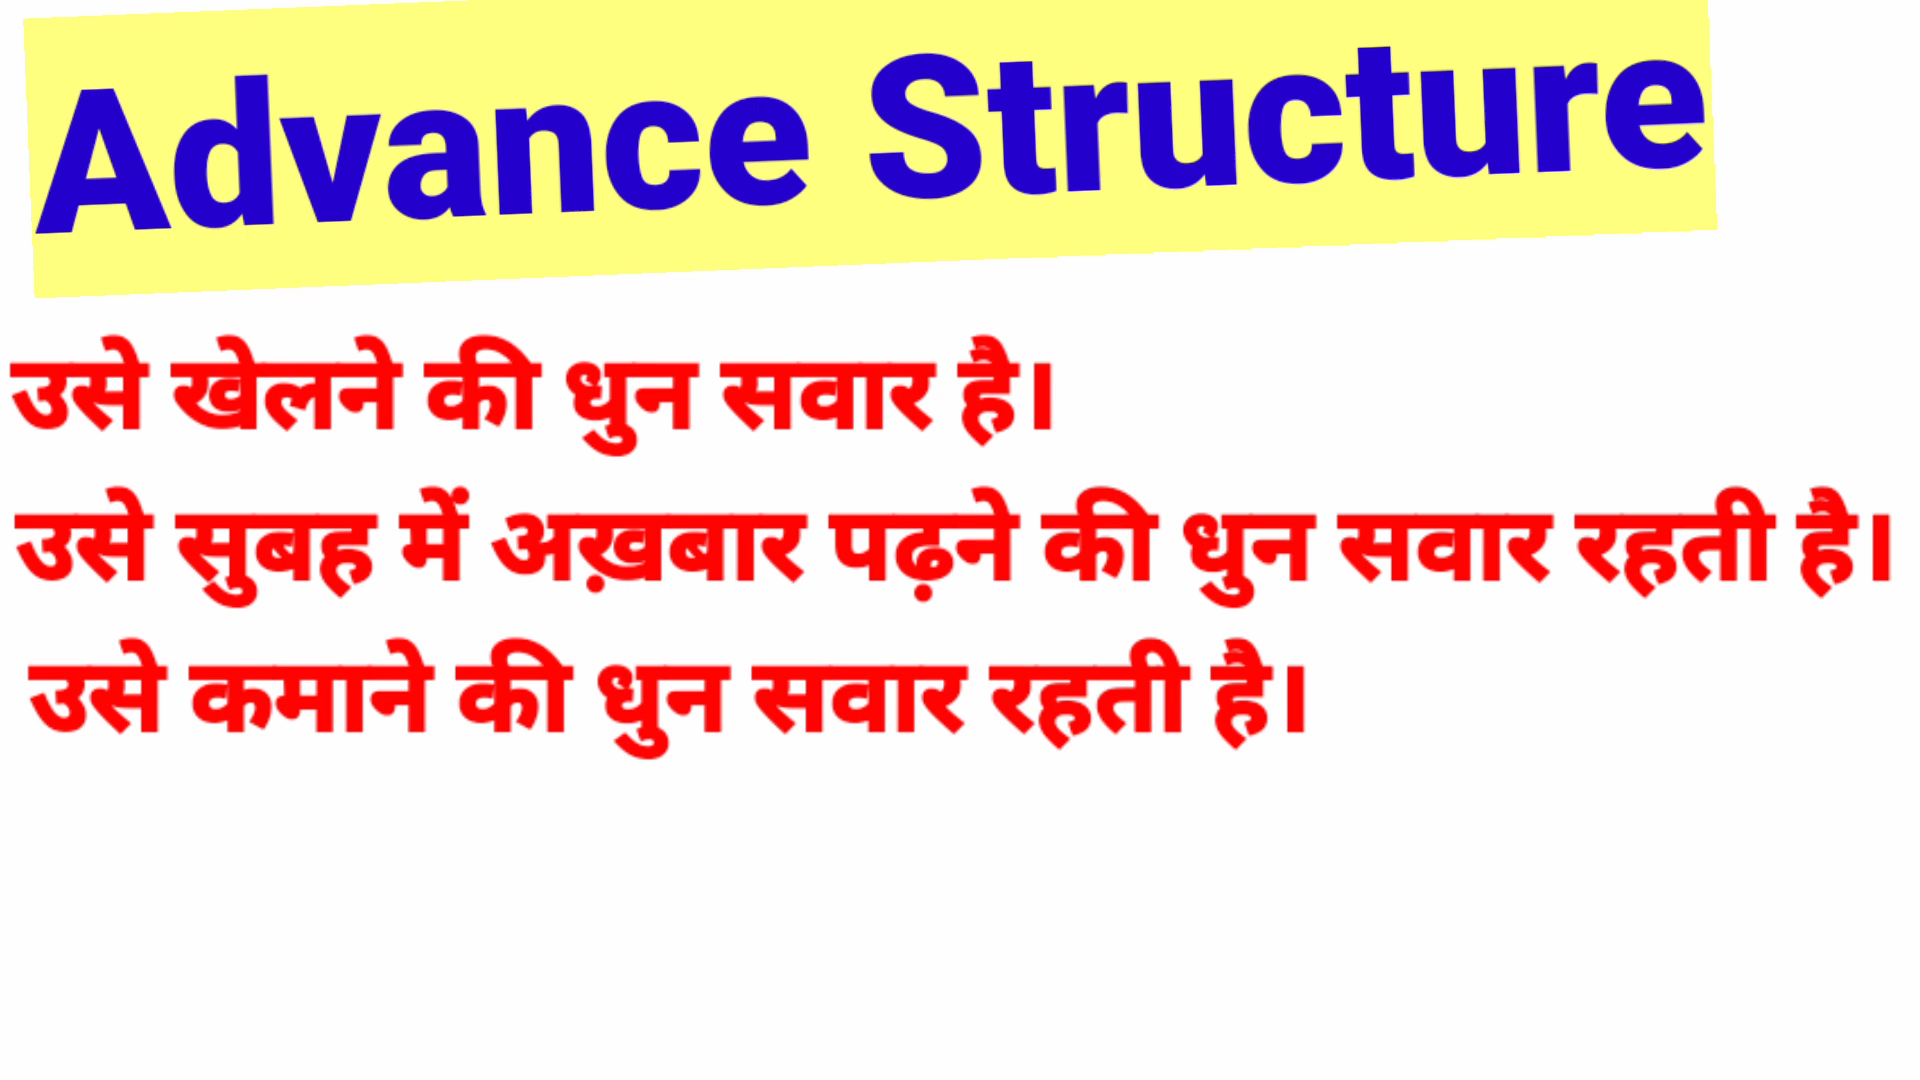 Advance Structure
उसे खेलने की धुन सवार है।
उसे सुबह में अख़बार पढ़ने की धुन सवार रहती है।
उसे कमाने की धुन सवार रहती है।